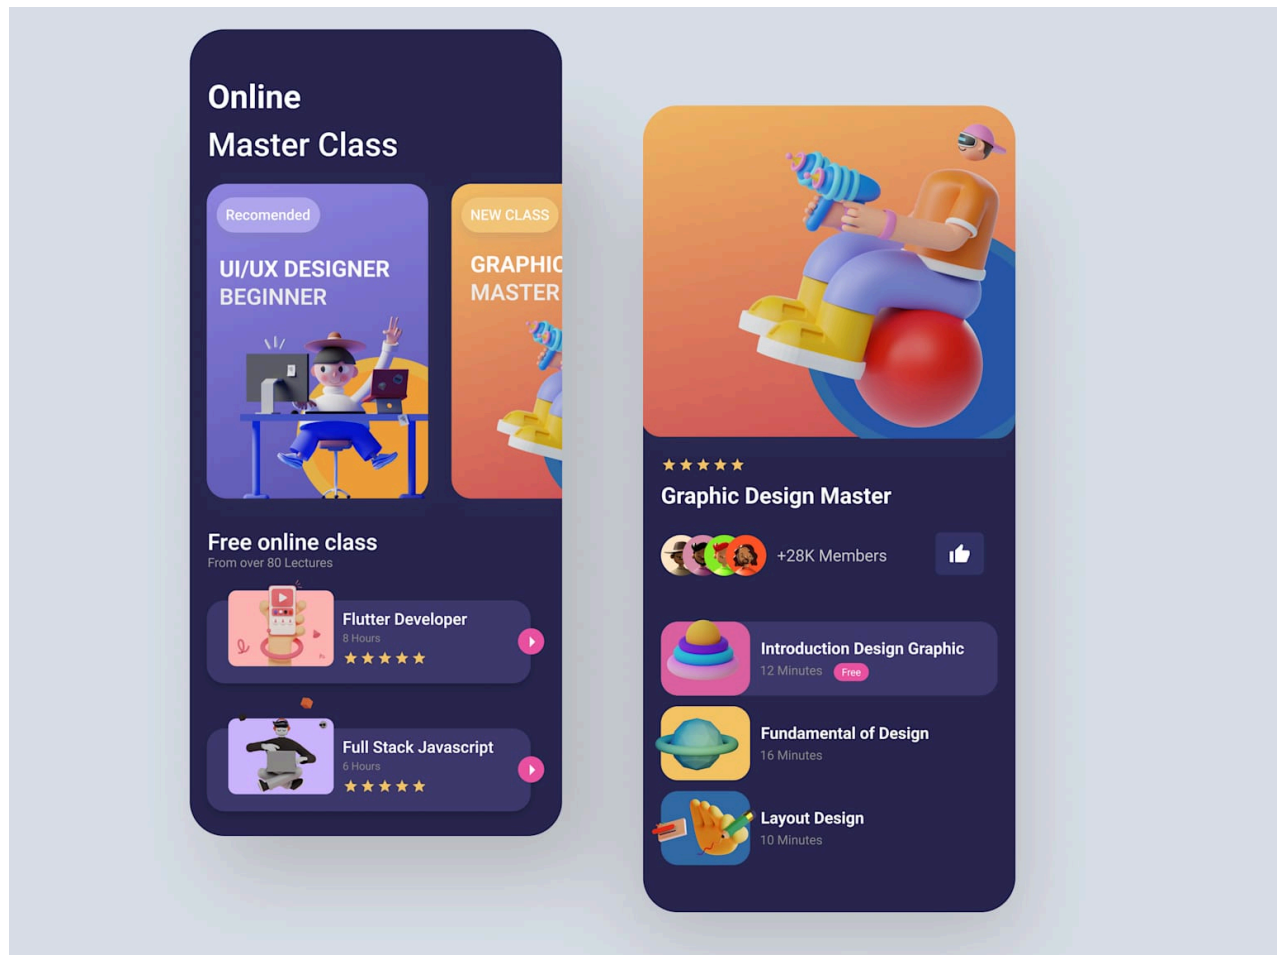 Online
Master Class
Recomended
UI/UX DESIGNER
BEGINNER
NEW CLASS
GRAPHIC
MASTER
Free online class
From over 80 Lectures
Flutter Developer
8 Hours
Full Stack Javascript
6 Hours
Graphic Design Master
+28K Members
Introduction Design Graphic
12 Minutes Free
Fundamental of Design
16 Minutes
Layout Design
10 Minutes